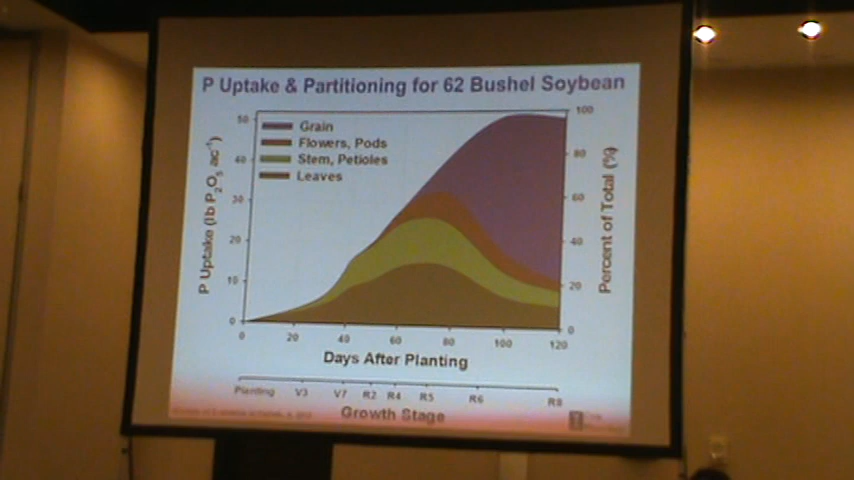 P Uptake & Partitioning for 62 Bushel Soybean
Grain
Flowers, Pods
Stem, Petioles
Leaves
P Uptake (lb P₂O₅ ac⁻¹)
50
40
30
20
10
0
100
80
60
40
20
0
Percent of Total (%)
0 20 40 60 80 100 120
Days After Planting
Planting V3 V7 R2 R4 R5 R6 R8
Growth Stage